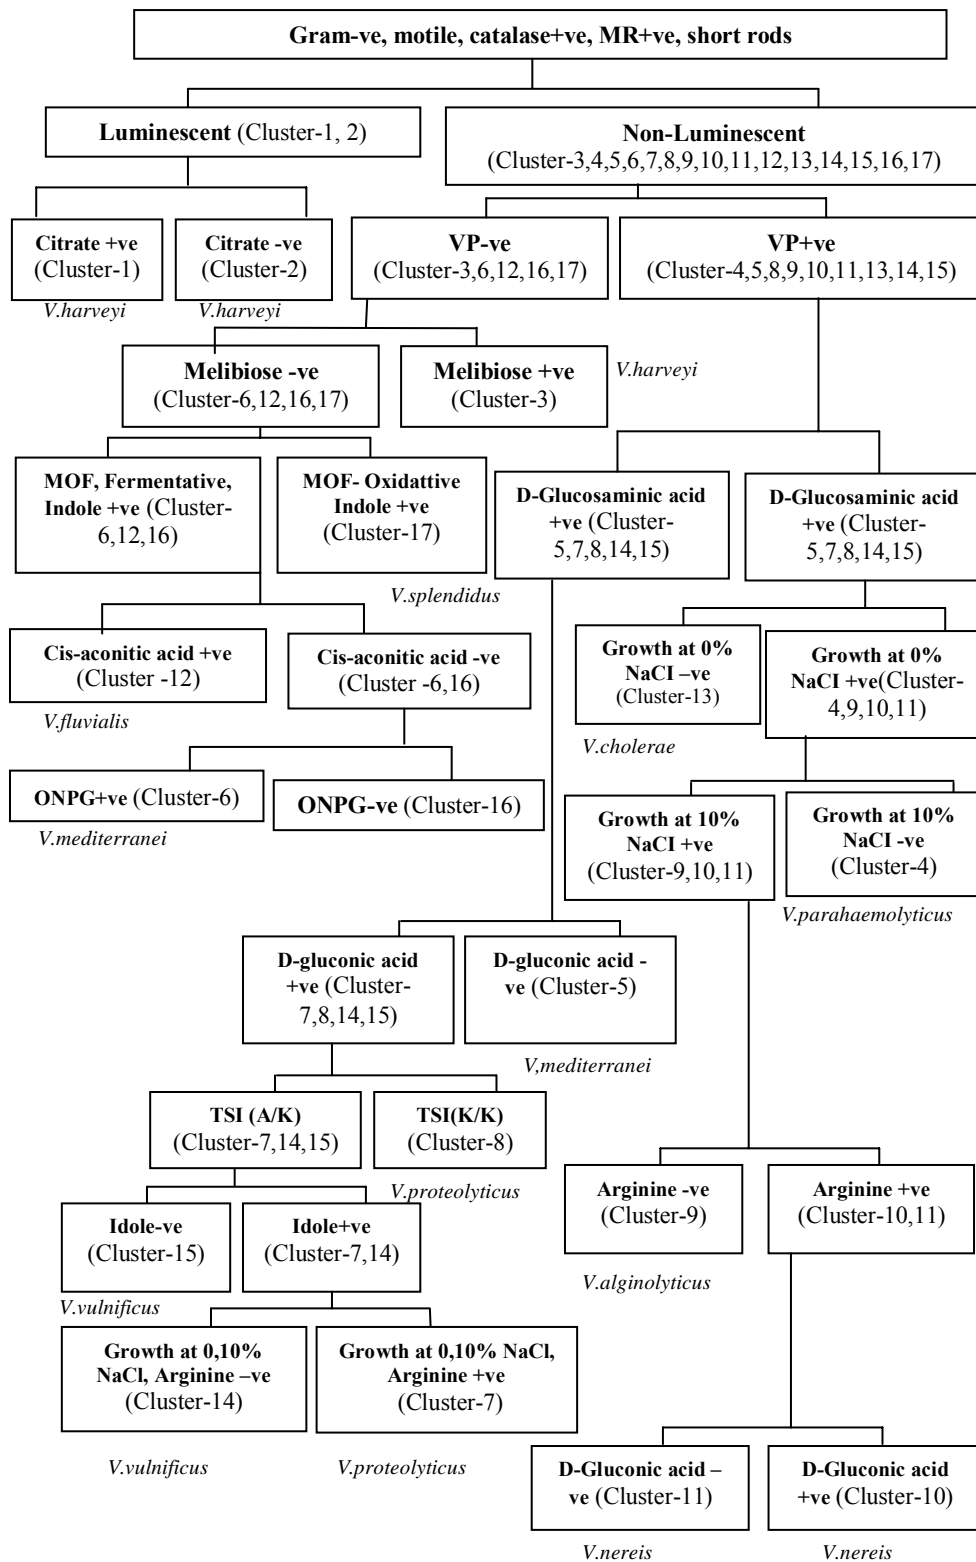 Gram-ve, motile, catalase+ve, MR+ve, short rods
Luminescent (Cluster-1, 2)
Non-Luminescent
(Cluster-3,4,5,6,7,8,9,10,11,12,13,14,15,16,17)
Citrate +ve
(Cluster-1)
V.harveyi
Citrate -ve
(Cluster-2)
V.harveyi
VP-ve
(Cluster-3,6,12,16,17)
VP+ve
(Cluster-4,5,8,9,10,11,13,14,15)
Melibiose -ve
(Cluster-6,12,16,17)
Melibiose +ve
(Cluster-3)
V.harveyi
MOF, Fermentative,
Indole +ve (Cluster-
6,12,16)
MOF- Oxidattive
Indole +ve
(Cluster-17)
V.splendidus
D-Glucosaminic acid
+ve (Cluster-
5,7,8,14,15)
D-Glucosaminic acid
+ve (Cluster-
5,7,8,14,15)
Cis-aconitic acid +ve
(Cluster -12)
V.fluvialis
Cis-aconitic acid -ve
(Cluster -6,16)
Growth at 0%
NaCI –ve
(Cluster-13)
V.cholerae
Growth at 0%
NaCI +ve(Cluster-
4,9,10,11)
ONPG+ve (Cluster-6)
V.mediterranei
ONPG-ve (Cluster-16)
Growth at 10%
NaCI +ve
(Cluster-9,10,11)
Growth at 10%
NaCI -ve
(Cluster-4)
V.parahaemolyticus
D-gluconic acid
+ve (Cluster-
7,8,14,15)
D-gluconic acid -
ve (Cluster-5)
V,mediterranei
TSI (A/K)
(Cluster-7,14,15)
TSI(K/K)
(Cluster-8)
V.proteolyticus
Arginine -ve
(Cluster-9)
V.alginolyticus
Arginine +ve
(Cluster-10,11)
Idole-ve
(Cluster-15)
V.vulnificus
Idole+ve
(Cluster-7,14)
Growth at 0,10%
NaCl, Arginine –ve
(Cluster-14)
V.vulnificus
Growth at 0,10% NaCl,
Arginine +ve
(Cluster-7)
V.proteolyticus
D-Gluconic acid –
ve (Cluster-11)
V.nereis
D-Gluconic acid
+ve (Cluster-10)
V.nereis